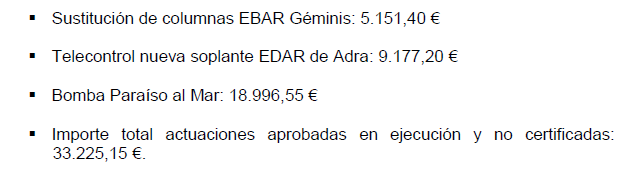 ▪ Sustitución de columnas EBAR Géminis: 5.151,40 €
▪ Telecontrol nueva soplante EDAR de Adra: 9.177,20 €
▪ Bomba Paraíso al Mar: 18.996,55 €
▪ Importe total actuaciones aprobadas en ejecución y no certificadas:
33.225,15 €.